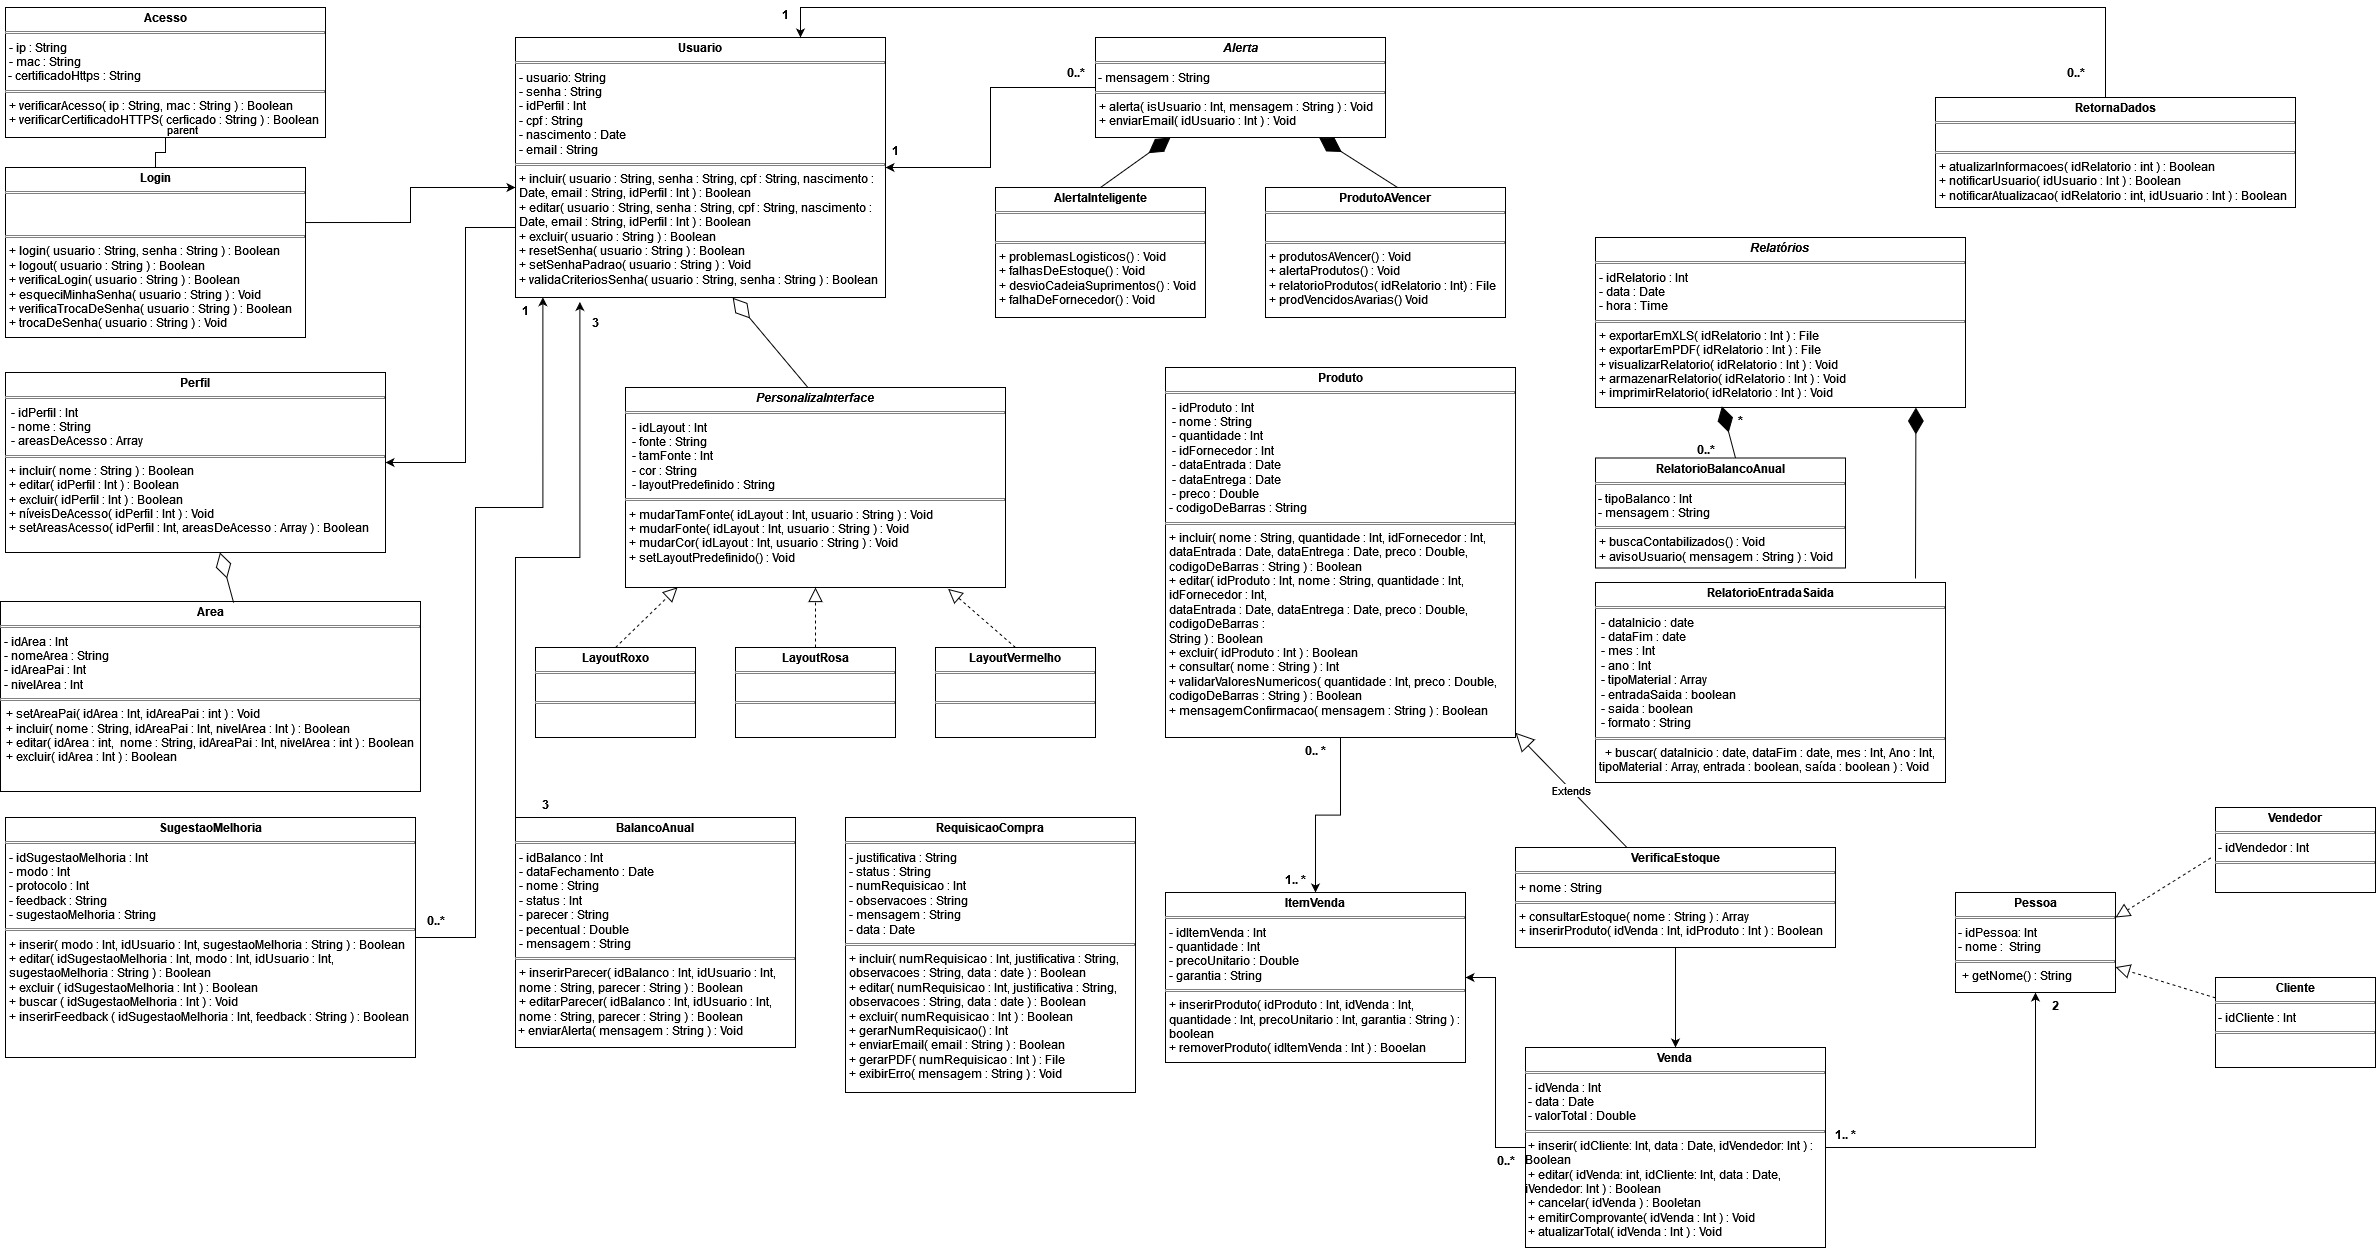 Acesso
- ip : String
- mac : String
- certificadoHttps : String
+ verificarAcesso( ip : String, mac : String ) : Boolean
+ verificarCertificadoHTTPS( cerficado : String ) : Boolean
parent
Login
+ login( usuario : String, senha : String ) : Boolean
+ logout( usuario : String ) : Boolean
+ verificaLogin( usuario : String ) : Boolean
+ esqueciMinhaSenha( usuario : String ) : Void
+ verificaTrocaDeSenha( usuario : String ) : Boolean
+ trocaDeSenha( usuario : String ) : Void
Perfil
- idPerfil : Int
- nome : String
- areasDeAcesso : Array
+ incluir( nome : String ) : Boolean
+ editar( idPerfil : Int ) : Boolean
+ excluir( idPerfil : Int ) : Boolean
+ níveisDeAcesso( idPerfil : Int ) : Void
+ setAreasAcesso( idPerfil : Int, areasDeAcesso : Array ) : Boolean
Area
- idArea : Int
- nomeArea : String
- idAreaPai : Int
- nivelArea : Int
+ setAreaPai( idArea : Int, idAreaPai : int ) : Void
+ incluir( nome : String, idAreaPai : Int, nivelArea : Int ) : Boolean
+ editar( idArea : int, nome : String, idAreaPai : Int, nivelArea : int ) : Boolean
+ excluir( idArea : Int ) : Boolean
SugestaoMelhoria
- idSugestaoMelhoria : Int
- modo : Int
- protocolo : Int
- feedback : String
- sugestaoMelhoria : String
+ inserir( modo : Int, idUsuario : Int, sugestaoMelhoria : String ) : Boolean
+ editar( idSugestaoMelhoria : Int, modo : Int, idUsuario : Int,
sugestaoMelhoria : String ) : Boolean
+ excluir ( idSugestaoMelhoria : Int ) : Boolean
+ buscar ( idSugestaoMelhoria : Int ) : Void
+ inserirFeedback ( idSugestaoMelhoria : Int, feedback : String ) : Boolean
0..*
1
Usuario
- usuario: String
- senha : String
- idPerfil : Int
- cpf : String
- nascimento : Date
- email : String
+ incluir( usuario : String, senha : String, cpf : String, nascimento :
Date, email : String, idPerfil : Int ) : Boolean
+ editar( usuario : String, senha : String, cpf : String, nascimento :
Date, email : String, idPerfil : Int ) : Boolean
+ excluir( usuario : String ) : Boolean
+ resetSenha( usuario : String ) : Boolean
+ setSenhaPadrao( usuario : String ) : Void
+ validaCriteriosSenha( usuario : String, senha : String ) : Boolean
1
3
PersonalizaInterface
- idLayout : Int
- fonte : String
- tamFonte : Int
- cor : String
- layoutPredefinido : String
+ mudarTamFonte( idLayout : Int, usuario : String ) : Void
+ mudarFonte( idLayout : Int, usuario : String ) : Void
+ mudarCor( idLayout : Int, usuario : String ) : Void
+ setLayoutPredefinido() : Void
LayoutRoxo
LayoutRosa
LayoutVermelho
3
BalancoAnual
- idBalanco : Int
- dataFechamento : Date
- nome : String
- status : Int
- parecer : String
- pecentual : Double
- mensagem : String
+ inserirParecer( idBalanco : Int, idUsuario : Int,
nome : String, parecer : String ) : Boolean
+ editarParecer( idBalanco : Int, idUsuario : Int,
nome : String, parecer : String ) : Boolean
+ enviarAlerta( mensagem : String ) : Void
RequisicaoCompra
- justificativa : String
- status : String
- numRequisicao : Int
- observacoes : String
- mensagem : String
- data : Date
+ incluir( numRequisicao : Int, justificativa : String,
observacoes : String, data : date ) : Boolean
+ editar( numRequisicao : Int, justificativa : String,
observacoes : String, data : date ) : Boolean
+ excluir( numRequisicao : Int ) : Boolean
+ gerarNumRequisicao() : Int
+ enviarEmail( email : String ) : Boolean
+ gerarPDF( numRequisicao : Int ) : File
+ exibirErro( mensagem : String ) : Void
0..*
1
Alerta
- mensagem : String
+ alerta( isUsuario : Int, mensagem : String ) : Void
+ enviarEmail( idUsuario : Int ) : Void
AlertaInteligente
+ problemasLogisticos() : Void
+ falhasDeEstoque() : Void
+ desvioCadeiaSuprimentos() : Void
+ falhaDeFornecedor() : Void
ProdutoAVencer
+ produtosAVencer() : Void
+ alertaProdutos() : Void
+ relatorioProdutos( idRelatorio : Int) : File
+ prodVencidosAvarias() Void
0..*
RetornaDados
+ atualizarInformacoes( idRelatorio : int ) : Boolean
+ notificarUsuario( idUsuario : Int ) : Boolean
+ notificarAtualizacao( idRelatorio : int, idUsuario : Int ) : Boolean
Relatórios
- idRelatorio : Int
- data : Date
- hora : Time
+ exportarEmXLS( idRelatorio : Int ) : File
+ exportarEmPDF( idRelatorio : Int ) : File
+ visualizarRelatorio( idRelatorio : Int ) : Void
+ armazenarRelatorio( idRelatorio : Int ) : Void
+ imprimirRelatorio( idRelatorio : Int ) : Void
*
0..*
RelatorioBalancoAnual
- tipoBalanco : Int
- mensagem : String
+ buscaContabilizados() : Void
+ avisoUsuario( mensagem : String ) : Void
RelatorioEntradaSaida
- dataInicio : date
- dataFim : date
- mes : Int
- ano : Int
- tipoMaterial : Array
- entradaSaida : boolean
- saida : boolean
- formato : String
+ buscar( dataInicio : date, dataFim : date, mes : Int, Ano : Int,
tipoMaterial : Array, entrada : boolean, saída : boolean ) : Void
Produto
- idProduto : Int
- nome : String
- quantidade : Int
- idFornecedor : Int
- dataEntrada : Date
- dataEntrega : Date
- preco : Double
- codigoDeBarras : String
+ incluir( nome : String, quantidade : Int, idFornecedor : Int,
dataEntrada : Date, dataEntrega : Date, preco : Double,
codigoDeBarras : String ) : Boolean
+ editar( idProduto : Int, nome : String, quantidade : Int,
idFornecedor : Int,
dataEntrada : Date, dataEntrega : Date, preco : Double,
codigoDeBarras :
String ) : Boolean
+ excluir( idProduto : Int ) : Boolean
+ consultar( nome : String ) : Int
+ validarValoresNumericos( quantidade : Int, preco : Double,
codigoDeBarras : String ) : Boolean
+ mensagemConfirmacao( mensagem : String ) : Boolean
0.. *
1.. *
Extends
ItemVenda
- idItemVenda : Int
- quantidade : Int
- precoUnitario : Double
- garantia : String
+ inserirProduto( idProduto : Int, idVenda : Int,
quantidade : Int, precoUnitario : Int, garantia : String ) :
boolean
+ removerProduto( idItemVenda : Int ) : Booelan
VerificaEstoque
+ nome : String
+ consultarEstoque( nome : String ) : Array
+ inserirProduto( idVenda : Int, idProduto : Int ) : Boolean
Venda
- idVenda : Int
- data : Date
- valorTotal : Double
+ inserir( idCliente: Int, data : Date, idVendedor: Int ) :
Boolean
+ editar( idVenda: int, idCliente: Int, data : Date,
iVendedor: Int ) : Boolean
+ cancelar( idVenda ) : Booletan
+ emitirComprovante( idVenda : Int ) : Void
+ atualizarTotal( idVenda : Int ) : Void
0..*
1.. *
2
Pessoa
- idPessoa: Int
- nome : String
+ getNome() : String
Vendedor
- idVendedor : Int
Cliente
- idCliente : Int